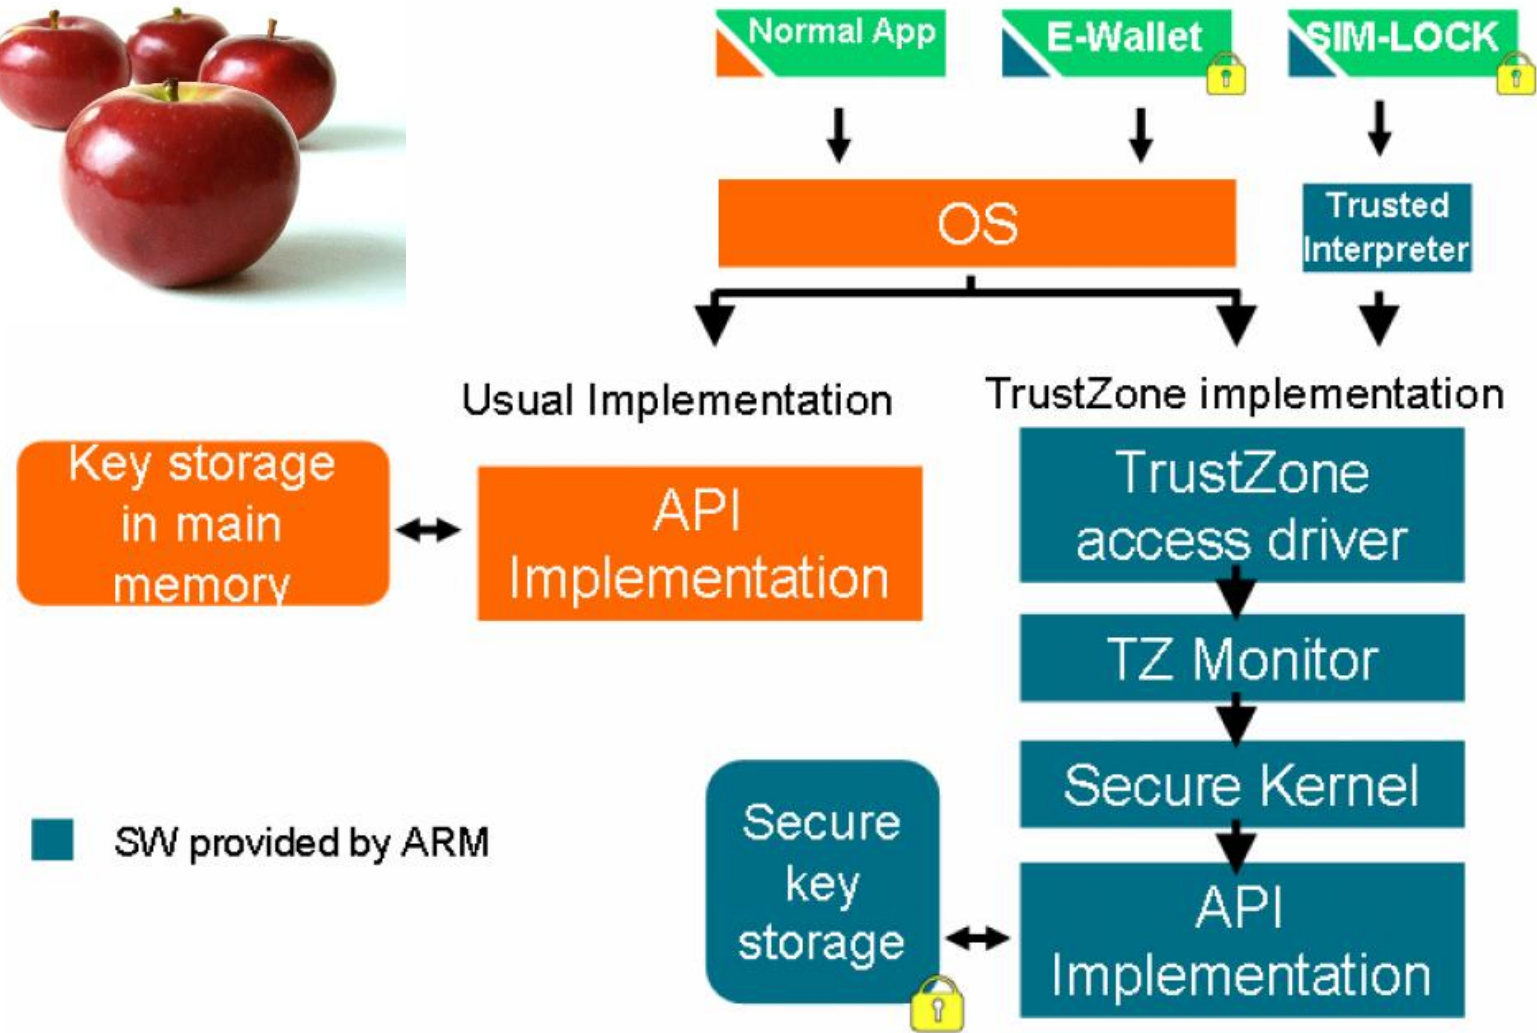 Normal App
E-Wallet
SIM-LOCK
OS
Trusted
Interpreter
Usual Implementation
TrustZone implementation
Key storage
in main
memory
API
Implementation
TrustZone
access driver
TZ Monitor
Secure Kernel
Secure
key
storage
API
Implementation
SW provided by ARM